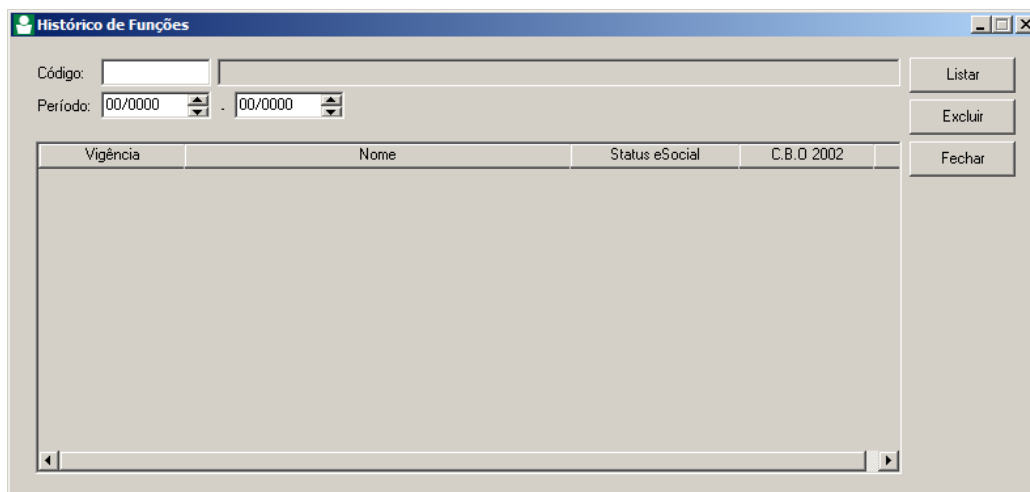 Histórico de Funções
Código:
Listar
Período: 00/0000 - 00/0000
Excluir
Vigência Nome Status eSocial C.B.O 2002
Fechar